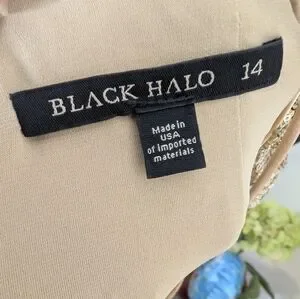 BLACK HALO 14
Made in
USA
of imported
materials